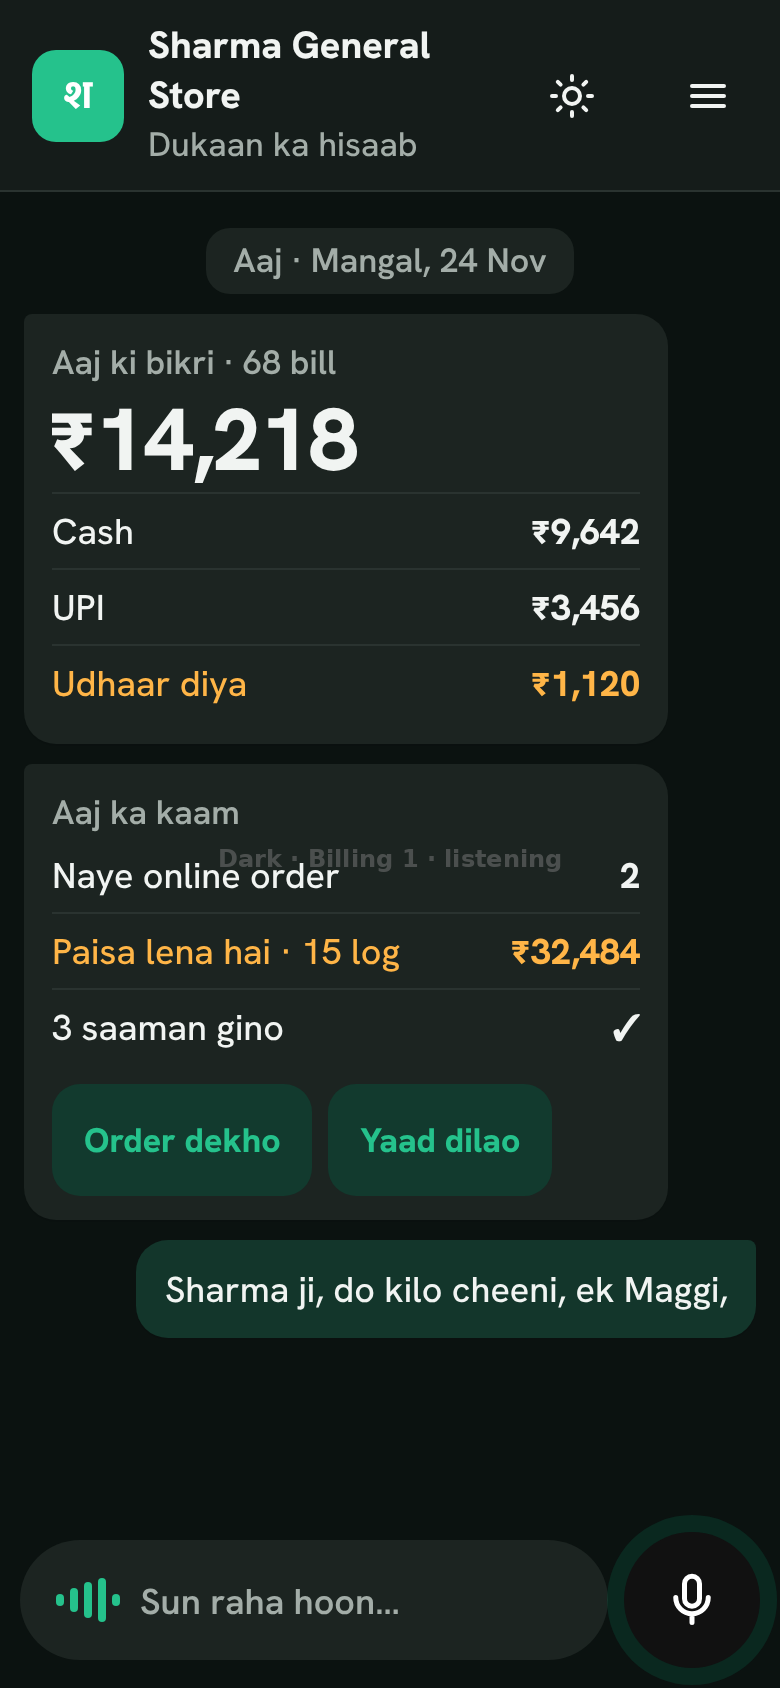 श
Sharma General
Store
Dukaan ka hisaab
Aaj · Mangal, 24 Nov
Aaj ki bikri · 68 bill
₹14,218
Cash ₹9,642
UPI ₹3,456
Udhaar diya ₹1,120
Aaj ka kaam
Dark · Billing 1 · listening
Naye online order 2
Paisa lena hai · 15 log ₹32,484
3 saaman gino ✓
Order dekho Yaad dilao
Sharma ji, do kilo cheeni, ek Maggi,
Sun raha hoon...